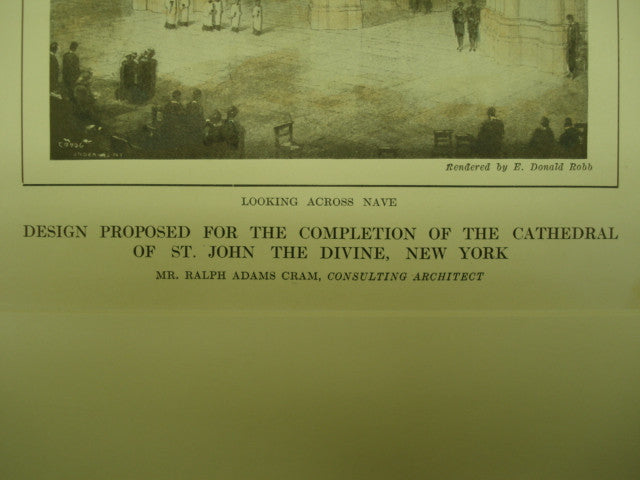 Rendered by E. Donald Robb
LOOKING ACROSS NAVE
DESIGN PROPOSED FOR THE COMPLETION OF THE CATHEDRAL
OF ST. JOHN THE DIVINE, NEW YORK
MR. RALPH ADAMS CRAM, CONSULTING ARCHITECT